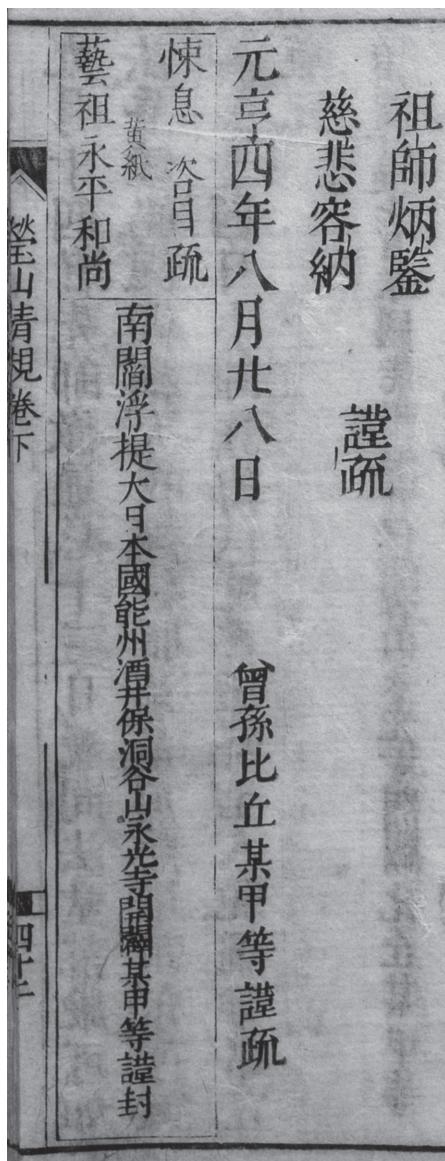 祖師炳鑒
慈悲容納
謹疏
元亨四年八月廿八日
曾孫比丘某甲等謹疏
悚息 咨目疏
黄紙
藝祖永平和尚
南閻浮提大日本國能州酒井保洞谷山永光寺開闢某甲等謹封
瑩山清規卷下
四十二